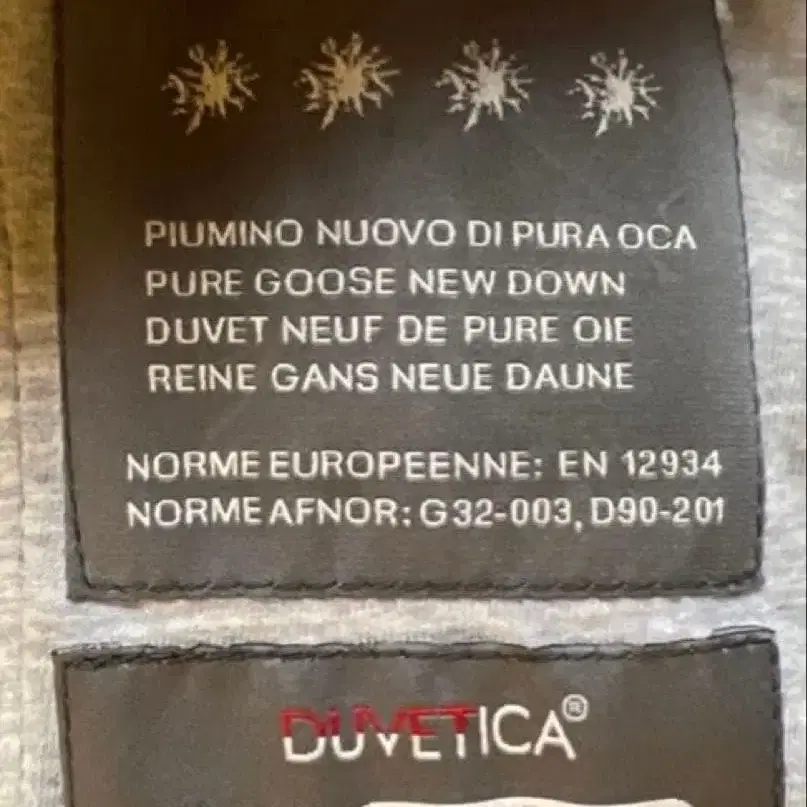 PIUMINO NUOVO DI PURA OCA
PURE GOOSE NEW DOWN
DUVET NEUF DE PURE OIE
REINE GANS NEUE DAUNE
NORME EUROPEENNE: EN 12934
NORME AFNOR: G32-003, D90-201
DUVETICA®